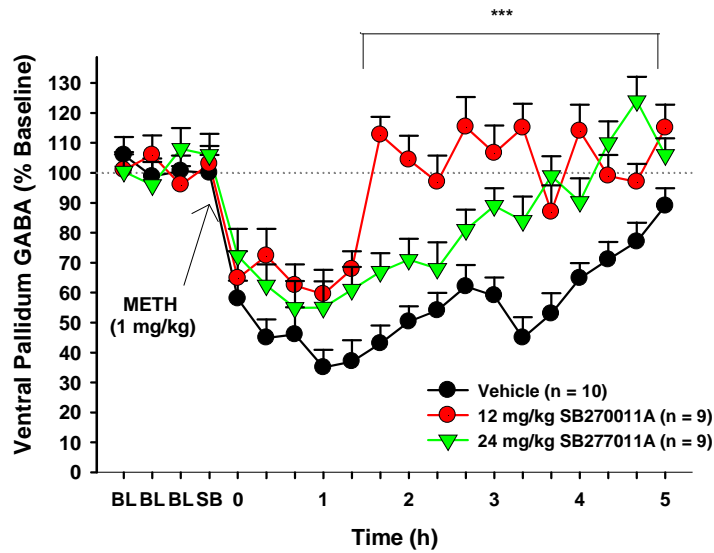 ***
Ventral Pallidum GABA (% Baseline)
130
120
110
100
90
80
70
60
50
40
30
20
10
0
METH
(1 mg/kg)
Vehicle (n = 10)
12 mg/kg SB270011A (n = 9)
24 mg/kg SB277011A (n = 9)
BL BL BL SB 0 1 2 3 4 5
Time (h)